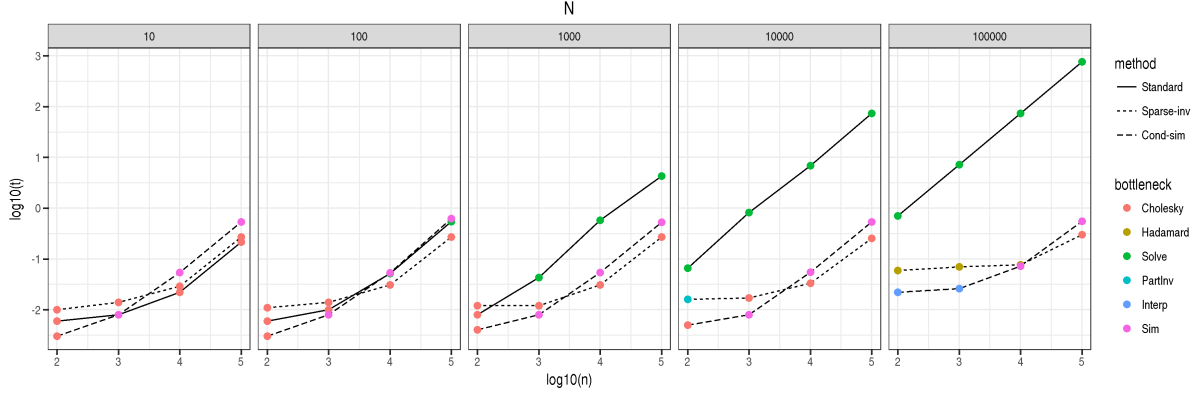 N
10 100 1000 10000 100000
3
2
1
0
-1
-2
log10(t)
2 3 4 5 2 3 4 5 2 3 4 5 2 3 4 5 2 3 4 5
log10(n)
method
Standard
Sparse-inv
Cond-sim
bottleneck
Cholesky
Hadamard
Solve
PartInv
Interp
Sim